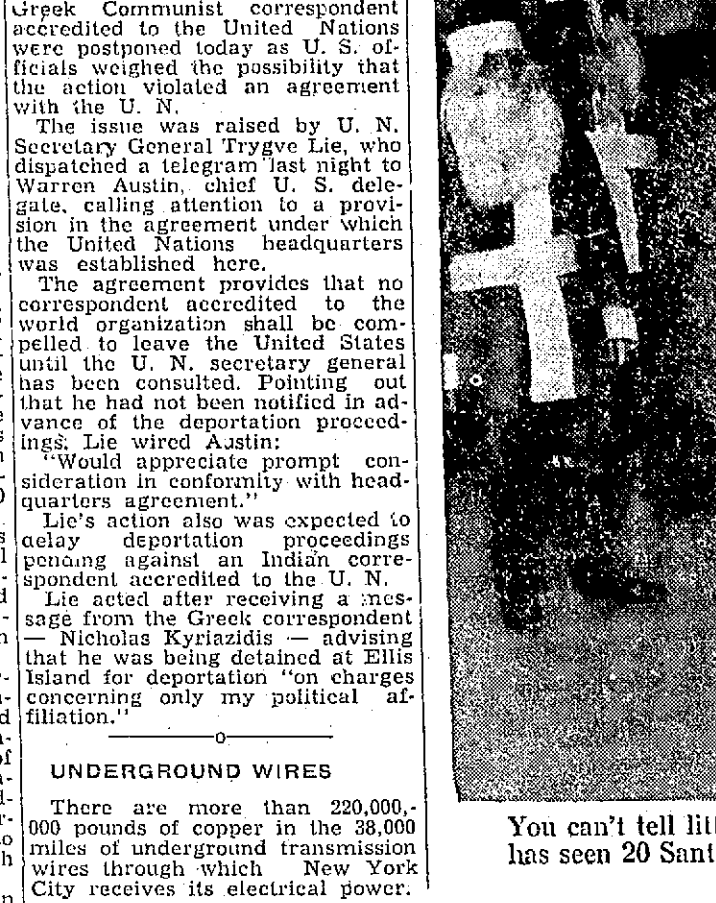 Greek Communist correspondent
accredited to the United Nations
were postponed today as U. S. of-
ficials weighed the possibility that
the action violated an agreement
with the U. N.
The issue was raised by U. N.
Secretary General Trygve Lie, who
dispatched a telegram last night to
Warren Austin, chief U. S. dele-
gate, calling attention to a provi-
sion in the agreement under which
the United Nations headquarters
was established here.
The agreement provides that no
correspondent accredited to the
world organization shall be com-
pelled to leave the United States
until the U. N. secretary general
has been consulted. Pointing out
that he had not been notified in ad-
vance of the deportation proceed-
ings, Lie wired Austin:
"Would appreciate prompt con-
sideration in conformity with head-
quarters agreement."
Lie's action also was expected to
delay deportation proceedings
pending against an Indian corre-
spondent accredited to the U. N.
Lie acted after receiving a mes-
sage from the Greek correspondent
— Nicholas Kyriazidis — advising
that he was being detained at Ellis
Island for deportation "on charges
concerning only my political af-
filiation."
UNDERGROUND WIRES
There are more than 220,000,-
000 pounds of copper in the 38,000
miles of underground transmission
wires through which New York
City receives its electrical power.
You can't tell lit
has seen 20 Sant